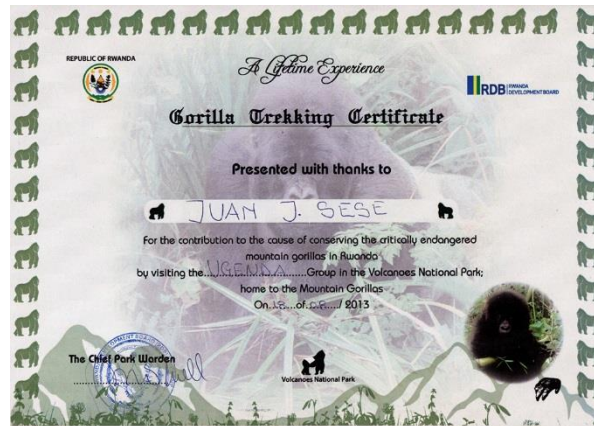 REPUBLIC OF RWANDA
A Lifetime Experience
RDB RWANDA DEVELOPMENT BOARD
Gorilla Trekking Certificate
Presented with thanks to
JUAN J. SESE
For the contribution to the cause of conserving the critically endangered
mountain gorillas in Rwanda
by visiting the...UGENDA...Group in the Volcanoes National Park;
home to the Mountain Gorillas
On of / 2013
The Chief Park Warden
Volcanoes National Park